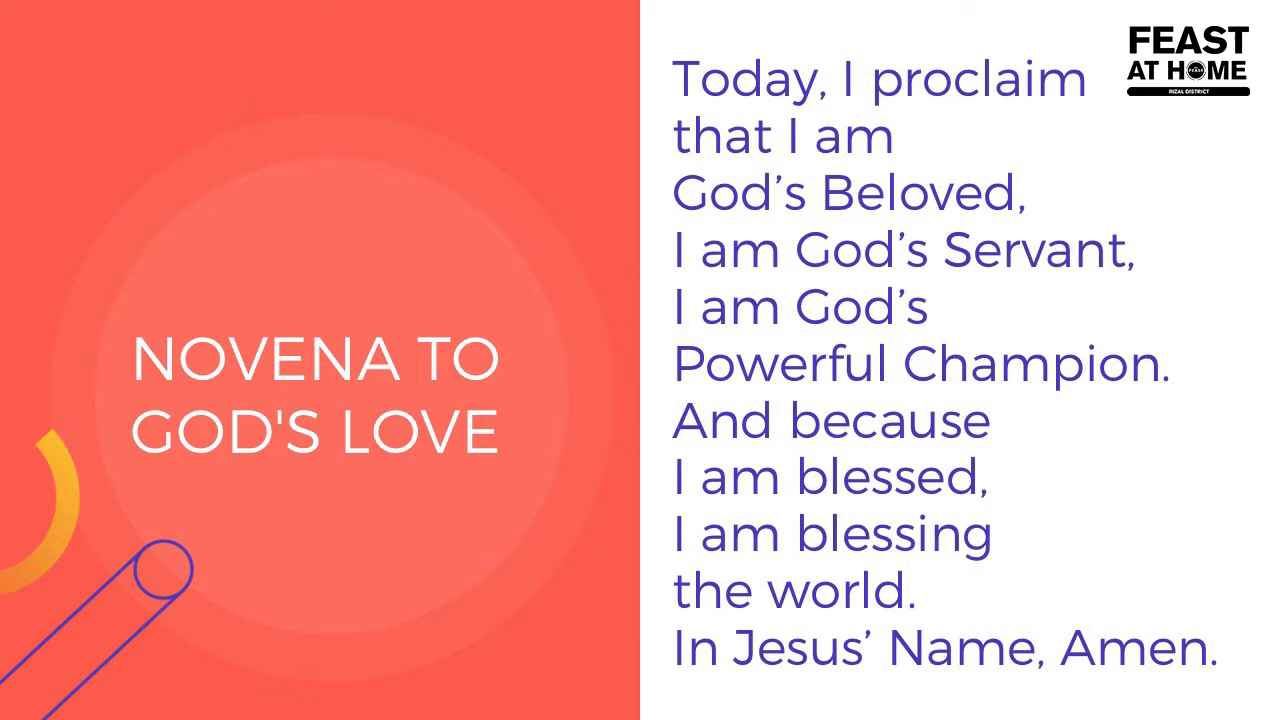 NOVENA TO
GOD'S LOVE
FEAST
AT HOME
RIZAL DISTRICT
Today, I proclaim
that I am
God’s Beloved,
I am God’s Servant,
I am God’s
Powerful Champion.
And because
I am blessed,
I am blessing
the world.
In Jesus’ Name, Amen.